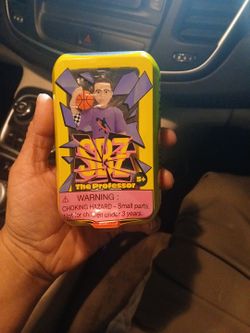 The Professor
5+
WARNING:
CHOKING HAZARD - Small parts.
Not for children under 3 years.